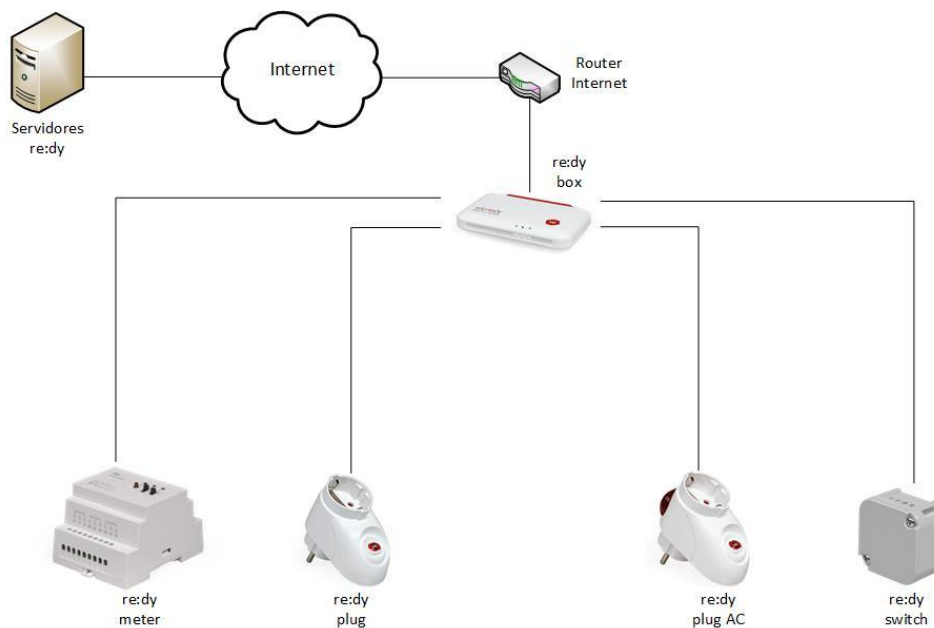 Internet
Router
Internet
Servidores
re:dy
re:dy
box
re:dy
meter
re:dy
plug
re:dy
plug AC
re:dy
switch